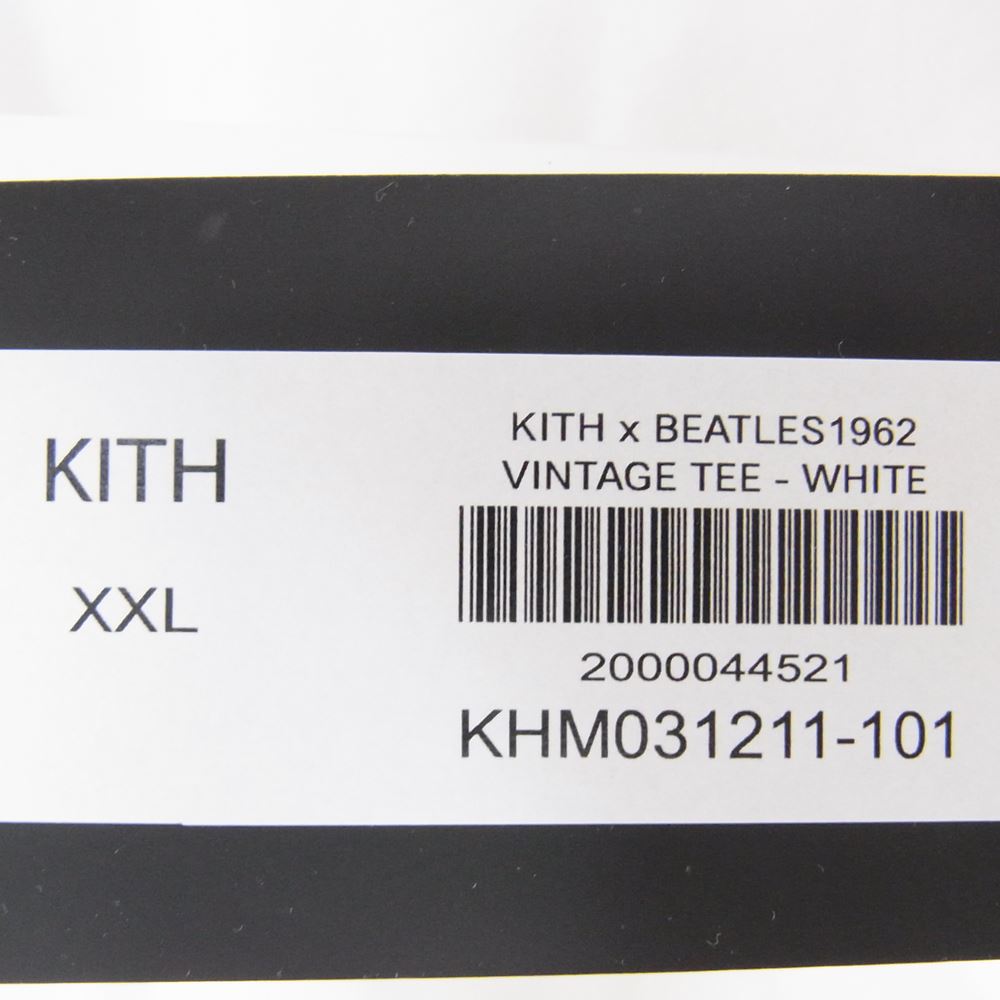 KITH
XXL
KITH x BEATLES1962
VINTAGE TEE - WHITE
2000044521
KHM031211-101